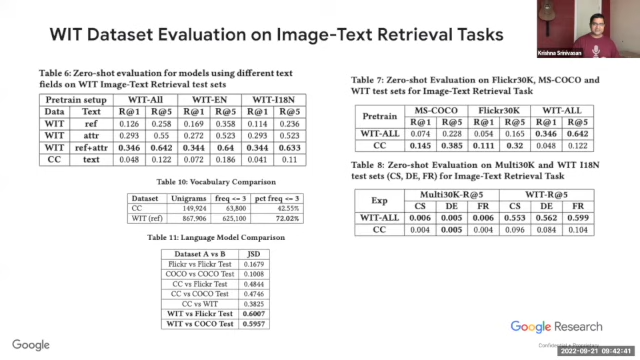 WIT Dataset Evaluation on Image-Text Retrieval Tasks
Krishna Srinivasan
Table 6: Zero-shot evaluation for models using different text
fields on WIT Image-Text Retrieval test sets
Pretrain setup WIT-All WIT-EN WIT-I18N
Data Text R@1 R@5 R@1 R@5 R@1 R@5
WIT ref 0.126 0.258 0.169 0.358 0.114 0.236
WIT attr 0.293 0.55 0.272 0.523 0.293 0.523
WIT ref+attr 0.346 0.642 0.344 0.64 0.344 0.633
CC text 0.048 0.122 0.072 0.186 0.041 0.11
Table 10: Vocabulary Comparison
Dataset Unigrams freq <= 3 pct freq <= 3
CC 149,924 63,800 42.55%
WIT (ref) 867,906 625,100 72.02%
Table 11: Language Model Comparison
Dataset A vs B JSD
Flickr vs Flickr Test 0.1679
COCO vs COCO Test 0.1008
CC vs Flickr Test 0.4844
CC vs COCO Test 0.4746
CC vs WIT 0.3825
WIT vs Flickr Test 0.6007
WIT vs COCO Test 0.5957
Table 7: Zero-shot Evaluation on Flickr30K, MS-COCO and
WIT test sets for Image-Text Retrieval Task
Pretrain MS-COCO Flickr30K WIT-ALL
R@1 R@5 R@1 R@5 R@1 R@5
WIT-ALL 0.074 0.228 0.054 0.165 0.346 0.642
CC 0.145 0.385 0.111 0.32 0.048 0.122
Table 8: Zero-shot Evaluation on Multi30K and WIT I18N
test sets (CS, DE, FR) for Image-Text Retrieval Task
Exp Multi30K-R@5 WIT-R@5
CS DE FR CS DE FR
WIT-ALL 0.006 0.005 0.006 0.553 0.562 0.599
CC 0.004 0.005 0.004 0.096 0.084 0.104
Google
Google Research
2022-09-21 09:42:41